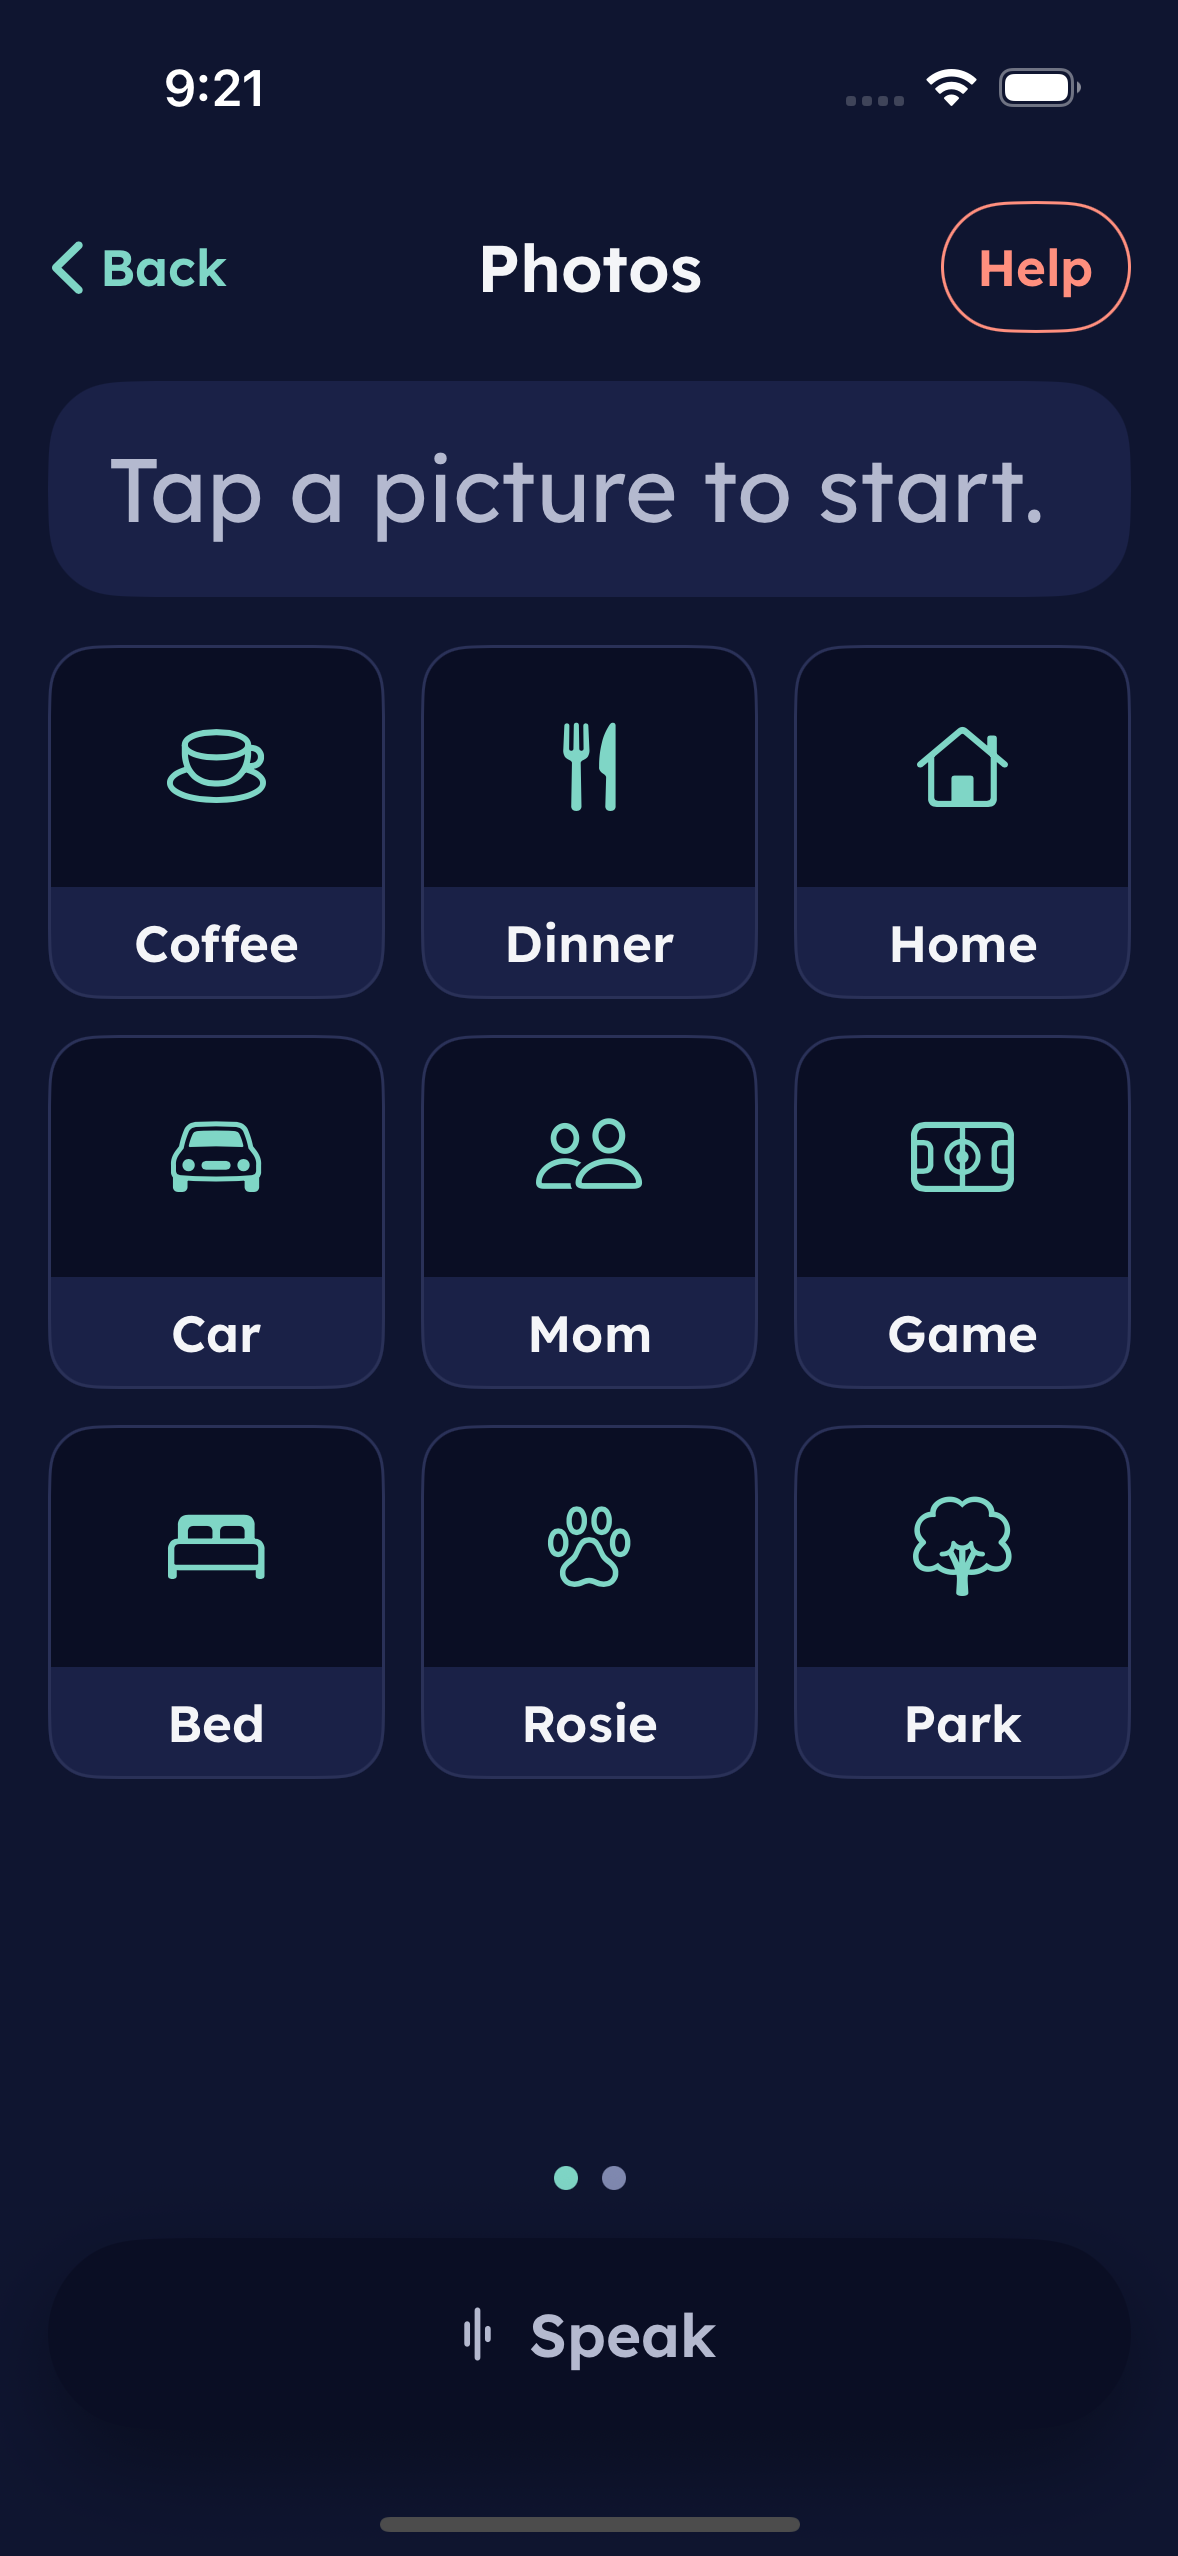 9:21
Back
Photos
Help
Tap a picture to start.
Coffee
Dinner
Home
Car
Mom
Game
Bed
Rosie
Park
Speak